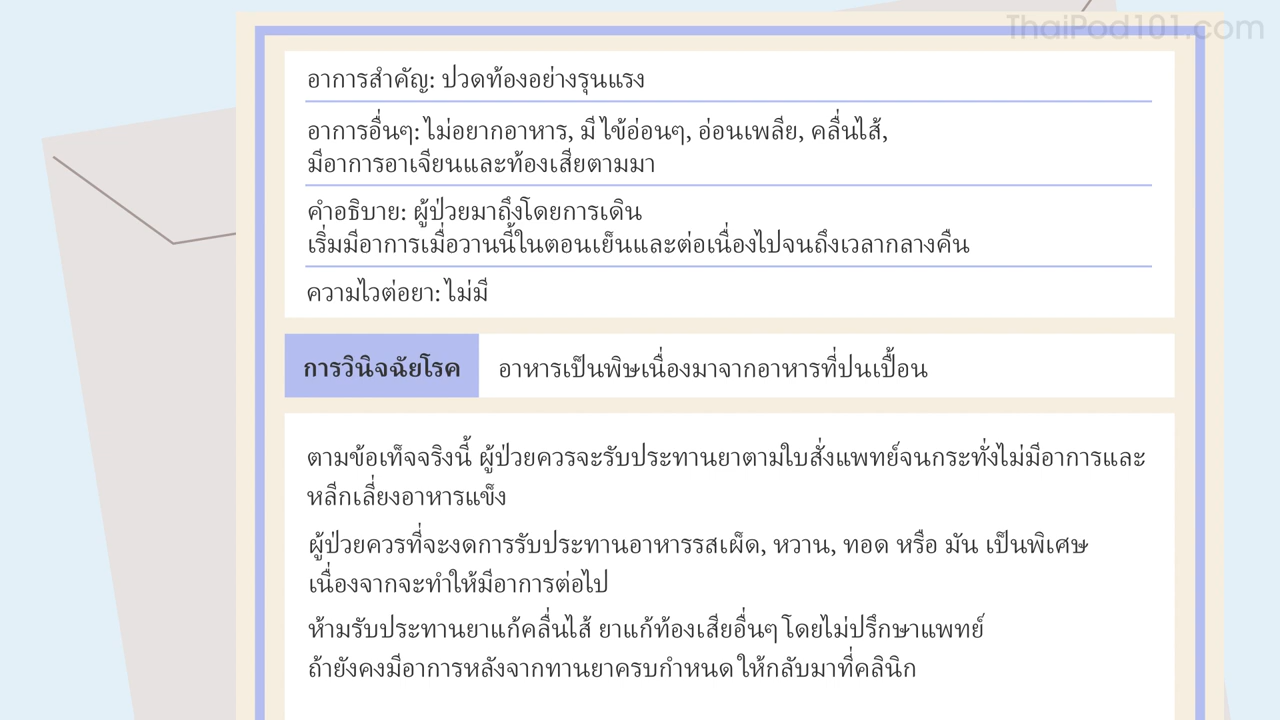 ThaiPod101.com
อาการสำคัญ: ปวดท้องอย่างรุนแรง
อาการอื่นๆ: ไม่อยากอาหาร, มีไข้อ่อนๆ, อ่อนเพลีย, คลื่นไส้,
มีอาการอาเจียนและท้องเสียตามมา
คำอธิบาย: ผู้ป่วยมาถึงโดยการเดิน
เริ่มมีอาการเมื่อวานนี้ในตอนเย็นและต่อเนื่องไปจนถึงเวลากลางคืน
ความไวต่อยา: ไม่มี
การวินิจฉัยโรค อาหารเป็นพิษเนื่องมาจากอาหารที่ปนเปื้อน
ตามข้อเท็จจริงนี้ ผู้ป่วยควรจะรับประทานยาตามใบสั่งแพทย์จนกระทั่งไม่มีอาการและ
หลีกเลี่ยงอาหารแข็ง
ผู้ป่วยควรที่จะงดการรับประทานอาหารรสเผ็ด, หวาน, ทอด หรือ มัน เป็นพิเศษ
เนื่องจากจะทำให้มีอาการต่อไป
ห้ามรับประทานยาแก้คลื่นไส้ ยาแก้ท้องเสียอื่นๆ โดยไม่ปรึกษาแพทย์
ถ้ายังคงมีอาการหลังจากทานยาครบกำหนด ให้กลับมาที่คลินิก